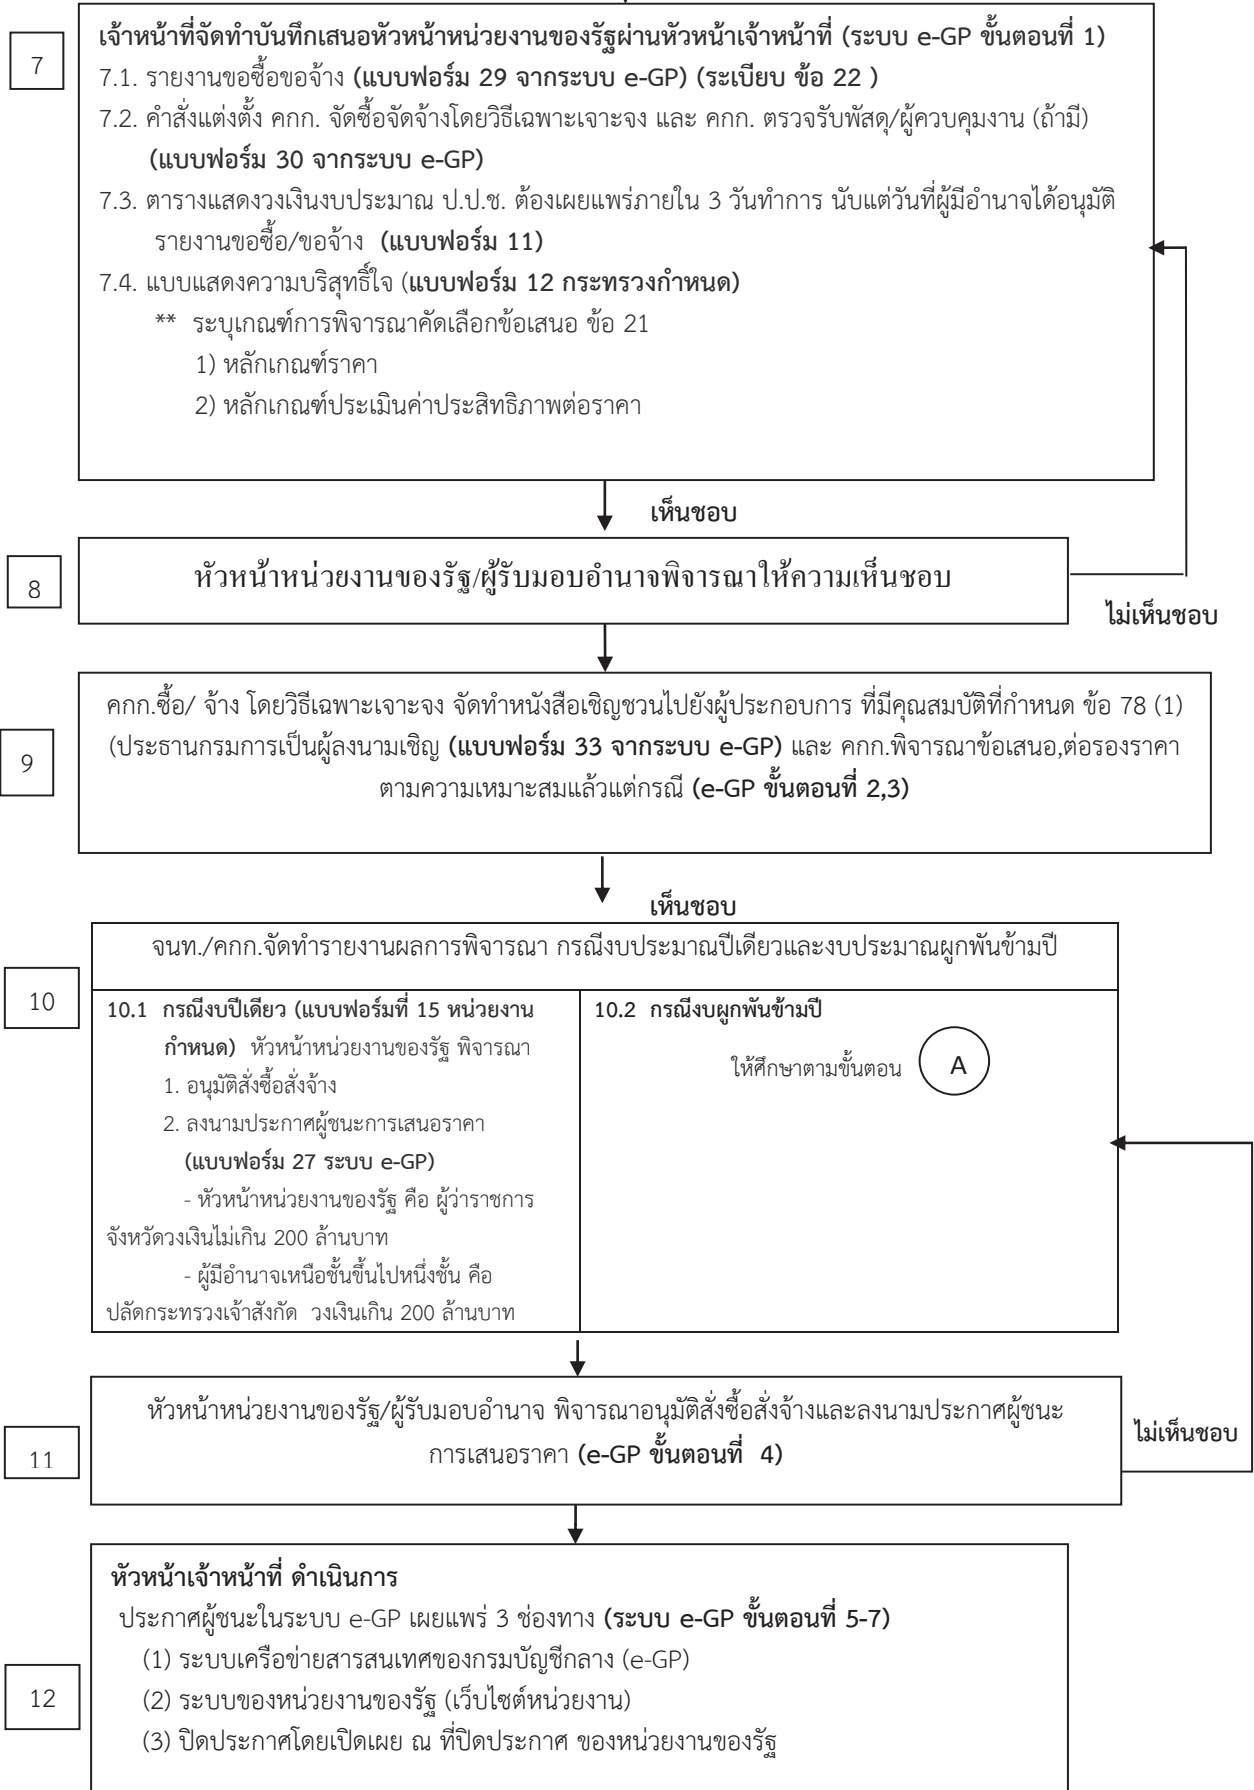 7
เจ้าหน้าที่จัดทำบันทึกเสนอหัวหน้าหน่วยงานของรัฐผ่านหัวหน้าเจ้าหน้าที่ (ระบบ e-GP ขั้นตอนที่ 1)
7.1. รายงานขอซื้อขอจ้าง (แบบฟอร์ม 29 จากระบบ e-GP) (ระเบียบ ข้อ 22 )
7.2. คำสั่งแต่งตั้ง คกก. จัดซื้อจัดจ้างโดยวิธีเฉพาะเจาะจง และ คกก. ตรวจรับพัสดุ/ผู้ควบคุมงาน (ถ้ามี)
(แบบฟอร์ม 30 จากระบบ e-GP)
7.3. ตารางแสดงวงเงินงบประมาณ ป.ป.ช. ต้องเผยแพร่ภายใน 3 วันทำการ นับแต่วันที่ผู้มีอำนาจได้อนุมัติ
รายงานขอซื้อ/ขอจ้าง (แบบฟอร์ม 11)
7.4. แบบแสดงความบริสุทธิ์ใจ (แบบฟอร์ม 12 กระทรวงกำหนด)
** ระบุเกณฑ์การพิจารณาคัดเลือกข้อเสนอ ข้อ 21
1) หลักเกณฑ์ราคา
2) หลักเกณฑ์ประเมินค่าประสิทธิภาพต่อราคา
เห็นชอบ
8
หัวหน้าหน่วยงานของรัฐ/ผู้รับมอบอำนาจพิจารณาให้ความเห็นชอบ
ไม่เห็นชอบ
9
คกก.ซื้อ/ จ้าง โดยวิธีเฉพาะเจาะจง จัดทำหนังสือเชิญชวนไปยังผู้ประกอบการ ที่มีคุณสมบัติที่กำหนด ข้อ 78 (1)
(ประธานกรมการเป็นผู้ลงนามเชิญ (แบบฟอร์ม 33 จากระบบ e-GP) และ คกก.พิจารณาข้อเสนอ,ต่อรองราคา
ตามความเหมาะสมแล้วแต่กรณี (e-GP ขั้นตอนที่ 2,3)
เห็นชอบ
10
จนท./คกก.จัดทำรายงานผลการพิจารณา กรณีงบประมาณปีเดียวและงบประมาณผูกพันข้ามปี
10.1 กรณีงบปีเดียว (แบบฟอร์มที่ 15 หน่วยงาน
กำหนด) หัวหน้าหน่วยงานของรัฐ พิจารณา
1. อนุมัติสั่งซื้อสั่งจ้าง
2. ลงนามประกาศผู้ชนะการเสนอราคา
(แบบฟอร์ม 27 ระบบ e-GP)
- หัวหน้าหน่วยงานของรัฐ คือ ผู้ว่าราชการ
จังหวัดวงเงินไม่เกิน 200 ล้านบาท
- ผู้มีอำนาจเหนือชั้นขึ้นไปหนึ่งชั้น คือ
ปลัดกระทรวงเจ้าสังกัด วงเงินเกิน 200 ล้านบาท
10.2 กรณีงบผูกพันข้ามปี
ให้ศึกษาตามขั้นตอน A
11
หัวหน้าหน่วยงานของรัฐ/ผู้รับมอบอำนาจ พิจารณาอนุมัติสั่งซื้อสั่งจ้างและลงนามประกาศผู้ชนะ
การเสนอราคา (e-GP ขั้นตอนที่ 4)
ไม่เห็นชอบ
12
หัวหน้าเจ้าหน้าที่ ดำเนินการ
ประกาศผู้ชนะในระบบ e-GP เผยแพร่ 3 ช่องทาง (ระบบ e-GP ขั้นตอนที่ 5-7)
(1) ระบบเครือข่ายสารสนเทศของกรมบัญชีกลาง (e-GP)
(2) ระบบของหน่วยงานของรัฐ (เว็บไซต์หน่วยงาน)
(3) ปิดประกาศโดยเปิดเผย ณ ที่ปิดประกาศ ของหน่วยงานของรัฐ